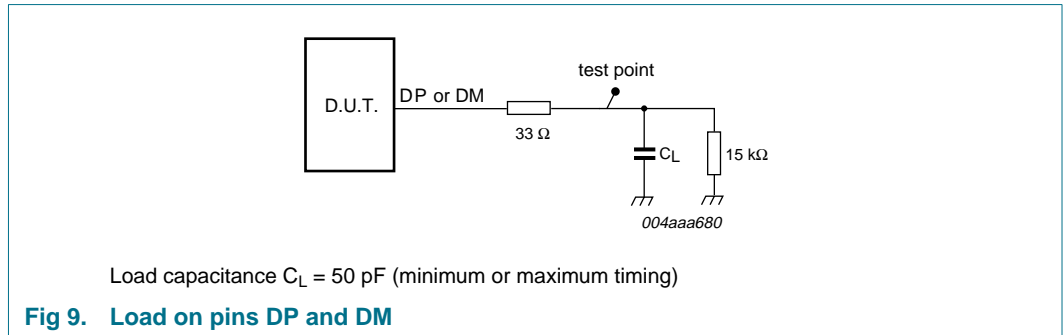 test point
D.U.T.
DP or DM
33 Ω
CL
15 kΩ
004aaa680
Load capacitance CL = 50 pF (minimum or maximum timing)
Fig 9. Load on pins DP and DM